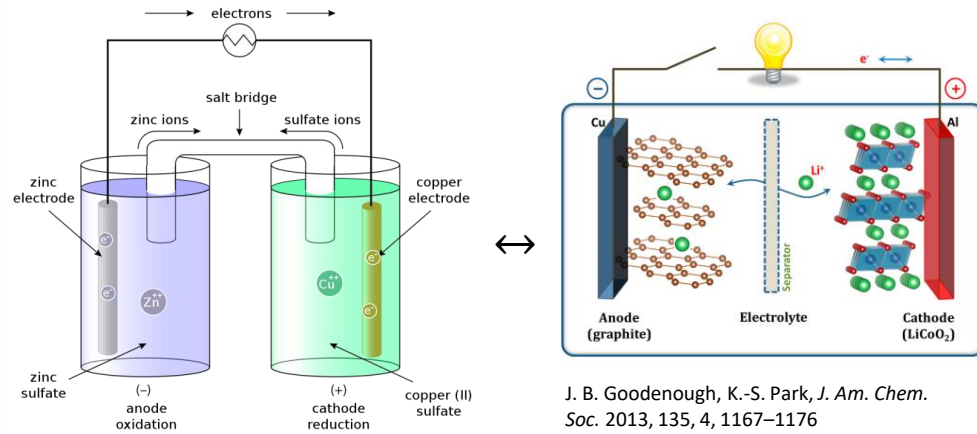 electrons
salt bridge
zinc ions
sulfate ions
zinc
electrode
copper
electrode
e⁻
e⁻
Zn⁺⁺
Cu⁺⁺
e⁻
e⁻
zinc
sulfate
(−)
anode
oxidation
(+)
cathode
reduction
copper (II)
sulfate
↔
e⁻
−
+
Cu
Al
Li⁺
Separator
Anode
(graphite)
Electrolyte
Cathode
(LiCoO₂)
J. B. Goodenough, K.-S. Park, J. Am. Chem.
Soc. 2013, 135, 4, 1167–1176